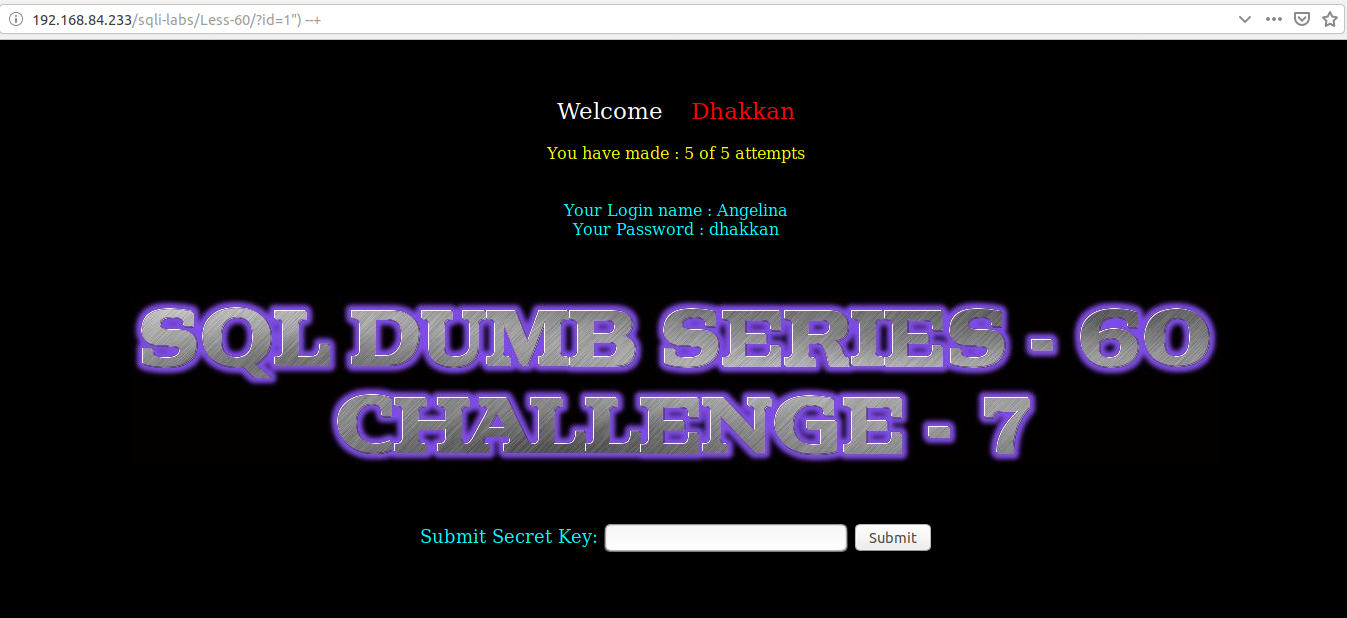 192.168.84.233/sqli-labs/Less-60/?id=1") --+
Welcome Dhakkan
You have made : 5 of 5 attempts
Your Login name : Angelina
Your Password : dhakkan
SQL DUMB SERIES - 60
CHALLENGE - 7
Submit Secret Key: Submit